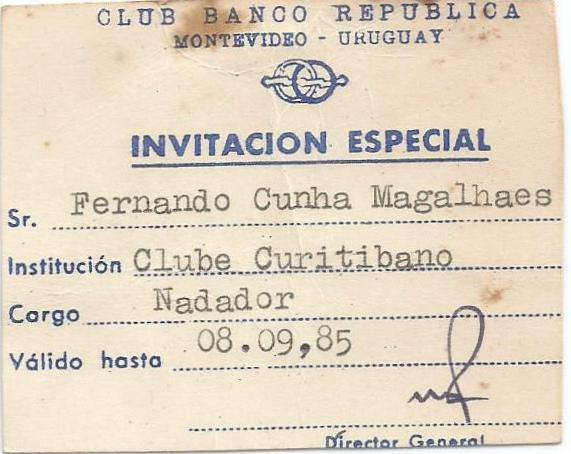 CLUB BANCO REPUBLICA
MONTEVIDEO - URUGUAY
INVITACION ESPECIAL
Sr. Fernando Cunha Magalhaes
Institución Clube Curitibano
Cargo Nadador
Válido hasta 08.09,85
Director General